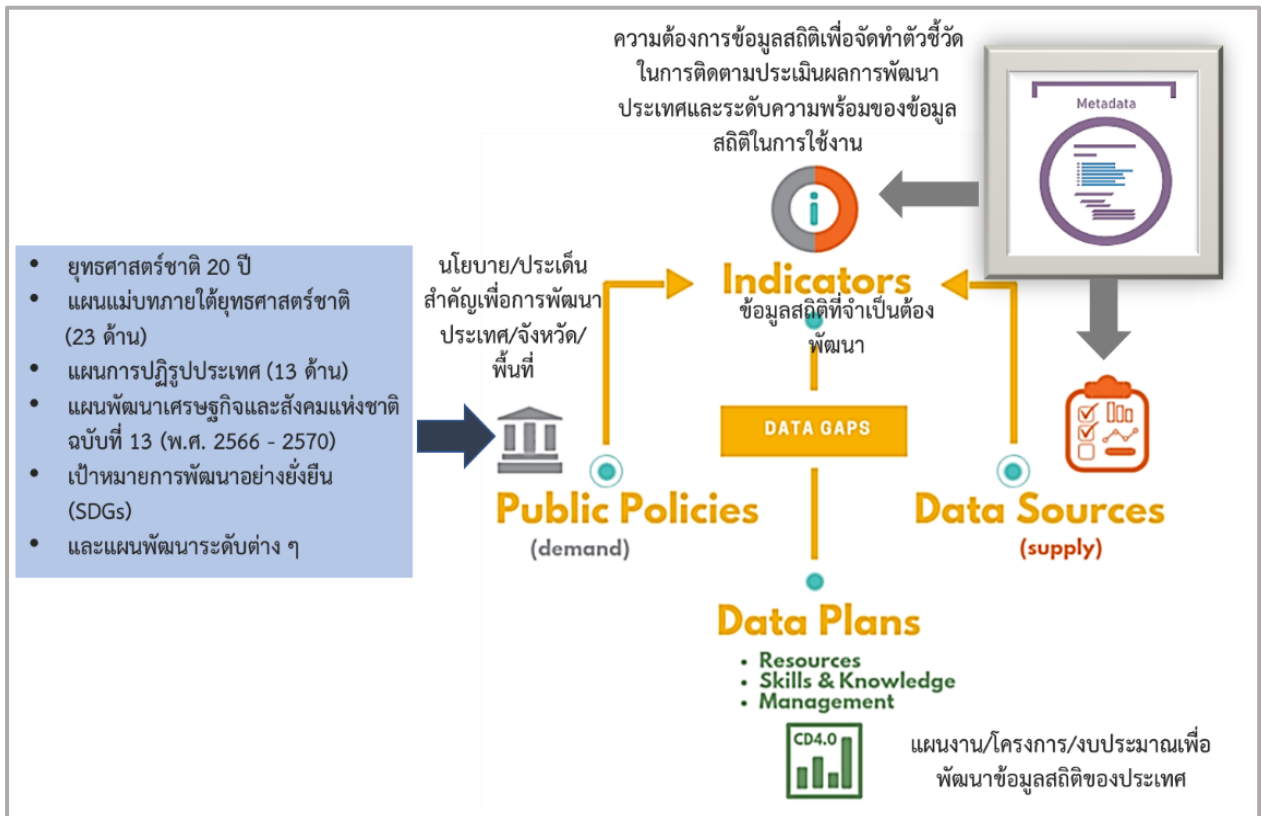 ความต้องการข้อมูลสถิติเพื่อจัดทำตัวชี้วัด
ในการติดตามประเมินผลการพัฒนา
ประเทศและระดับความพร้อมของข้อมูล
สถิติในการใช้งาน
Metadata
• ยุทธศาสตร์ชาติ 20 ปี
• แผนแม่บทภายใต้ยุทธศาสตร์ชาติ
(23 ด้าน)
• แผนการปฏิรูปประเทศ (13 ด้าน)
• แผนพัฒนาเศรษฐกิจและสังคมแห่งชาติ
ฉบับที่ 13 (พ.ศ. 2566 - 2570)
• เป้าหมายการพัฒนาอย่างยั่งยืน
(SDGs)
• และแผนพัฒนาระดับต่าง ๆ
นโยบาย/ประเด็น
สำคัญเพื่อการพัฒนา
ประเทศ/จังหวัด/
พื้นที่
i
Indicators
ข้อมูลสถิติที่จำเป็นต้อง
พัฒนา
DATA GAPS
Public Policies
(demand)
Data Sources
(supply)
Data Plans
• Resources
• Skills & Knowledge
• Management
CD4.0
แผนงาน/โครงการ/งบประมาณเพื่อ
พัฒนาข้อมูลสถิติของประเทศ